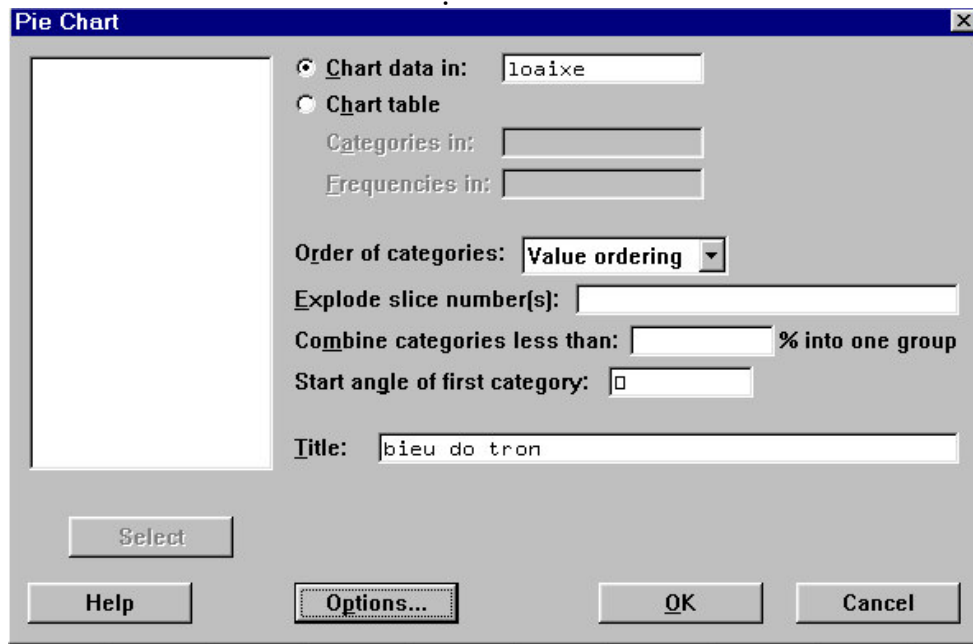 Pie Chart
Chart data in: loaixe
Chart table
Categories in:
Frequencies in:
Order of categories: Value ordering
Explode slice number(s):
Combine categories less than: % into one group
Start angle of first category: 0
Title: bieu do tron
Select
Help Options... OK Cancel